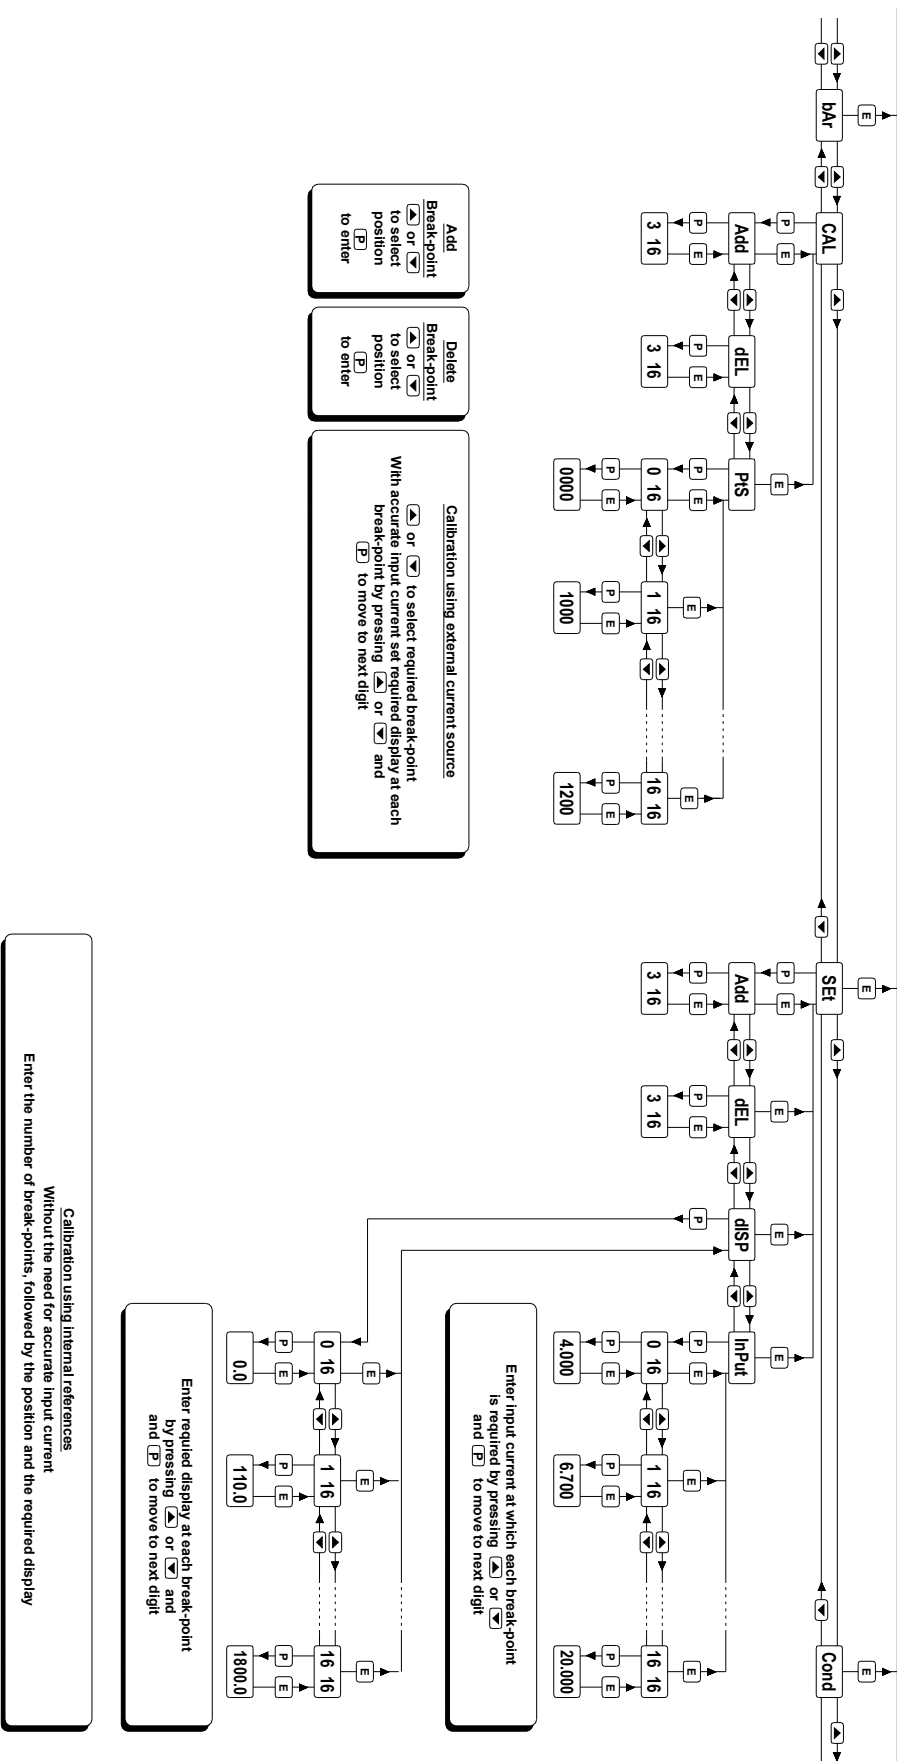 bAr
CAL
SEt
Cond
E
E
E
P
E
E
P
E
E
E
E
Add
dEL
PtS
Add
dEL
dISP
InPut
P
E
P
E
P
E
P
E
P
E
P
P
E
3 16
3 16
0 16
1 16
16 16
3 16
3 16
0 16
1 16
16 16
E
E
E
E
P
E
P
E
P
E
P
E
P
E
P
E
0000
1000
1200
4.000
6.700
20.000
Add
Break-point
▲ or ▼
to select
position
P
to enter
Delete
Break-point
▲ or ▼
to select
position
P
to enter
Calibration using external current source
▲ or ▼ to select required break-point
With accurate input current set required display at each
break-point by pressing ▲ or ▼ and
P to move to next digit
Enter input current at which each break-point
is required by pressing ▲ or ▼
and P to move to next digit
E
E
E
0 16
1 16
16 16
P
E
P
E
P
E
0.0
110.0
1800.0
Enter requied display at each break-point
by pressing ▲ or ▼ and
and P to move to next digit
Calibration using internal references
Without the need for accurate input current
Enter the number of break-points, followed by the position and the required display